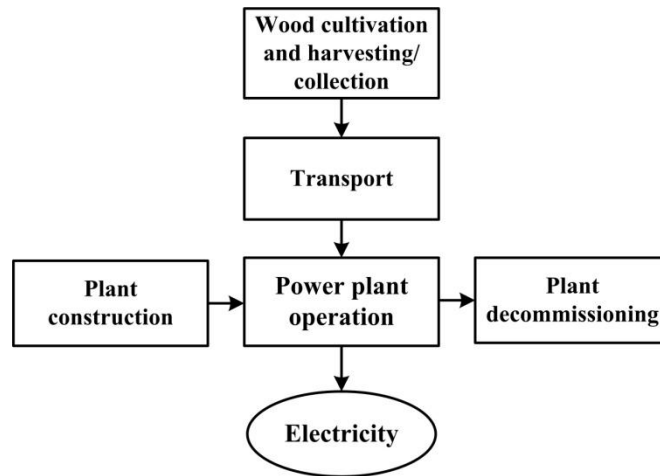 Wood cultivation
and harvesting/
collection
Transport
Plant
construction
Power plant
operation
Plant
decommissioning
Electricity